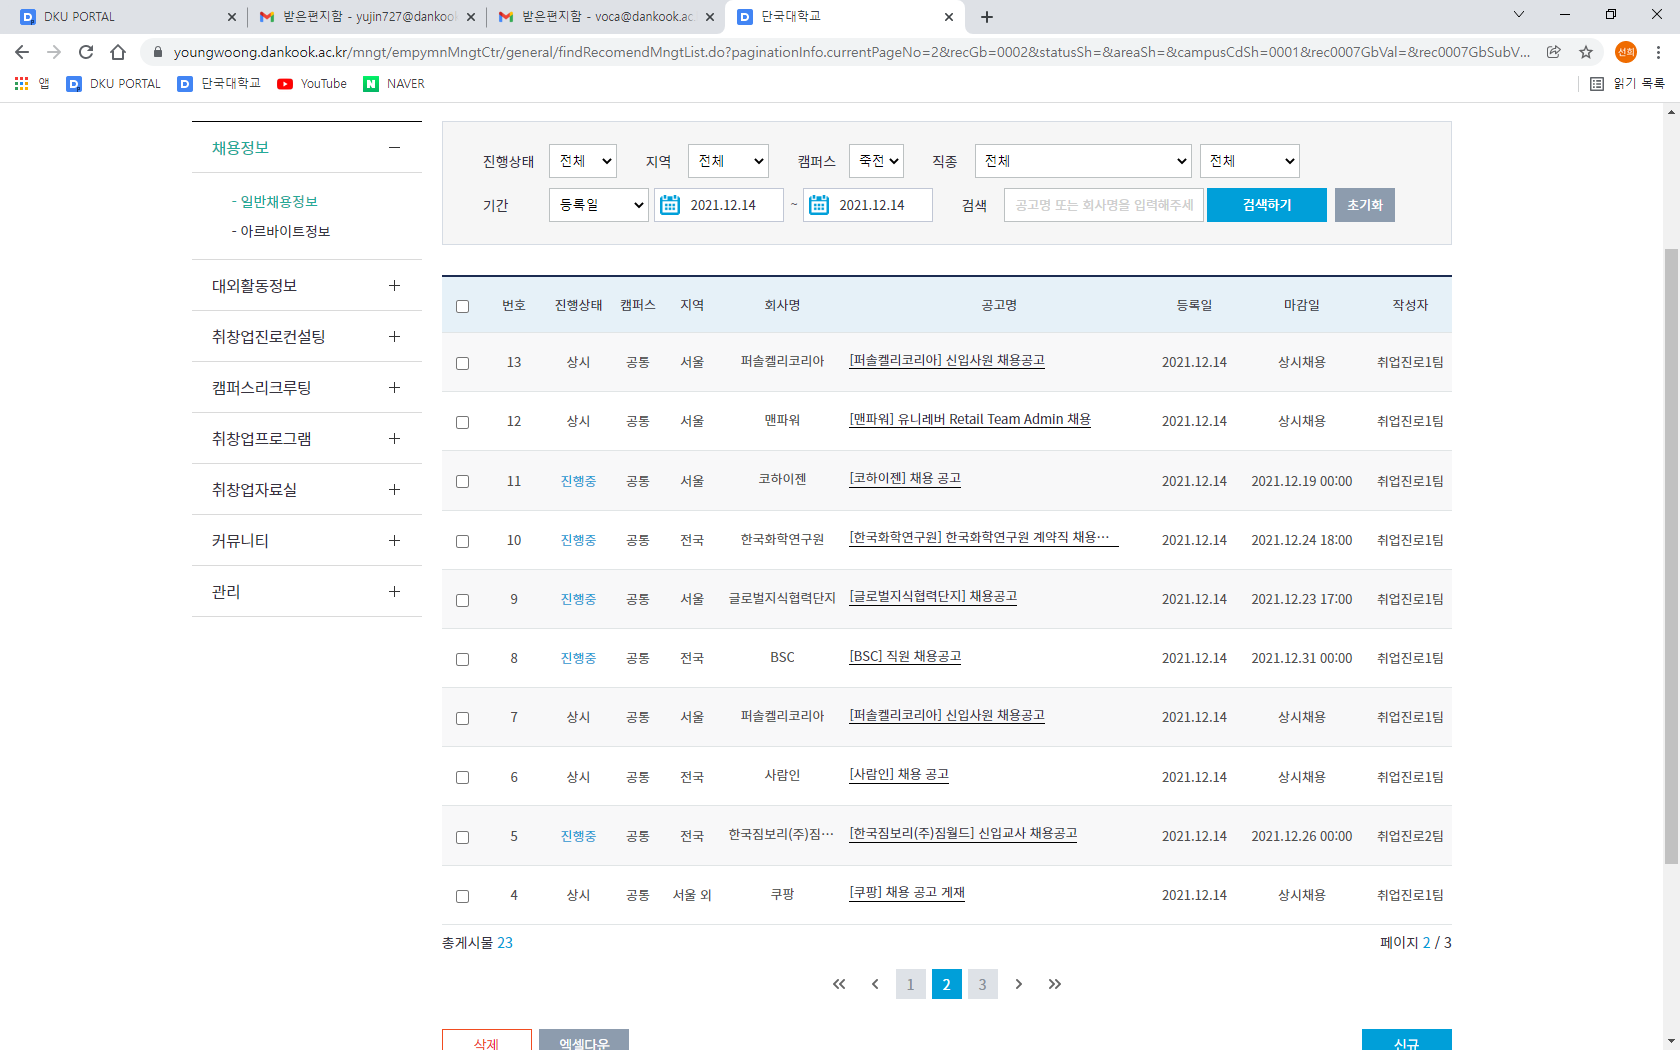 DKU PORTAL
받은편지함 - yujin727@dankook
받은편지함 - voca@dankook.ac.
단국대학교
youngwoong.dankook.ac.kr/mngt/empymnMngtCtr/general/findRecomendMngtList.do?paginationInfo.currentPageNo=2&recGb=0002&statusSh=&areaSh=&campusCdSh=0001&rec0007GbVal=&rec0007GbSubV...
선희
앱 DKU PORTAL 단국대학교 YouTube NAVER 읽기 목록
채용정보
- 일반채용정보
- 아르바이트정보
대외활동정보
취창업진로컨설팅
캠퍼스리크루팅
취창업프로그램
취창업자료실
커뮤니티
관리
진행상태 전체 지역 전체 캠퍼스 죽전 직종 전체 전체
기간 등록일 2021.12.14 ~ 2021.12.14 검색 공고명 또는 회사명을 입력해주세 검색하기 초기화
번호 진행상태 캠퍼스 지역 회사명 공고명 등록일 마감일 작성자
13 상시 공통 서울 퍼솔켈리코리아 [퍼솔켈리코리아] 신입사원 채용공고 2021.12.14 상시채용 취업진로1팀
12 상시 공통 서울 맨파워 [맨파워] 유니레버 Retail Team Admin 채용 2021.12.14 상시채용 취업진로1팀
11 진행중 공통 서울 코하이젠 [코하이젠] 채용 공고 2021.12.14 2021.12.19 00:00 취업진로1팀
10 진행중 공통 전국 한국화학연구원 [한국화학연구원] 한국화학연구원 계약직 채용… 2021.12.14 2021.12.24 18:00 취업진로1팀
9 진행중 공통 서울 글로벌지식협력단지 [글로벌지식협력단지] 채용공고 2021.12.14 2021.12.23 17:00 취업진로1팀
8 진행중 공통 전국 BSC [BSC] 직원 채용공고 2021.12.14 2021.12.31 00:00 취업진로1팀
7 상시 공통 서울 퍼솔켈리코리아 [퍼솔켈리코리아] 신입사원 채용공고 2021.12.14 상시채용 취업진로1팀
6 상시 공통 전국 사람인 [사람인] 채용 공고 2021.12.14 상시채용 취업진로1팀
5 진행중 공통 전국 한국짐보리(주)짐… [한국짐보리(주)짐월드] 신입교사 채용공고 2021.12.14 2021.12.26 00:00 취업진로2팀
4 상시 공통 서울 외 쿠팡 [쿠팡] 채용 공고 게재 2021.12.14 상시채용 취업진로1팀
총게시물 23 페이지 2 / 3
1 2 3
삭제 엑셀다운 신규